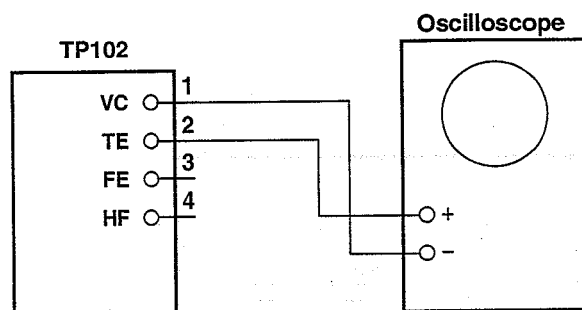 Oscilloscope
TP102
VC 1
TE 2
FE 3
HF 4
+
−